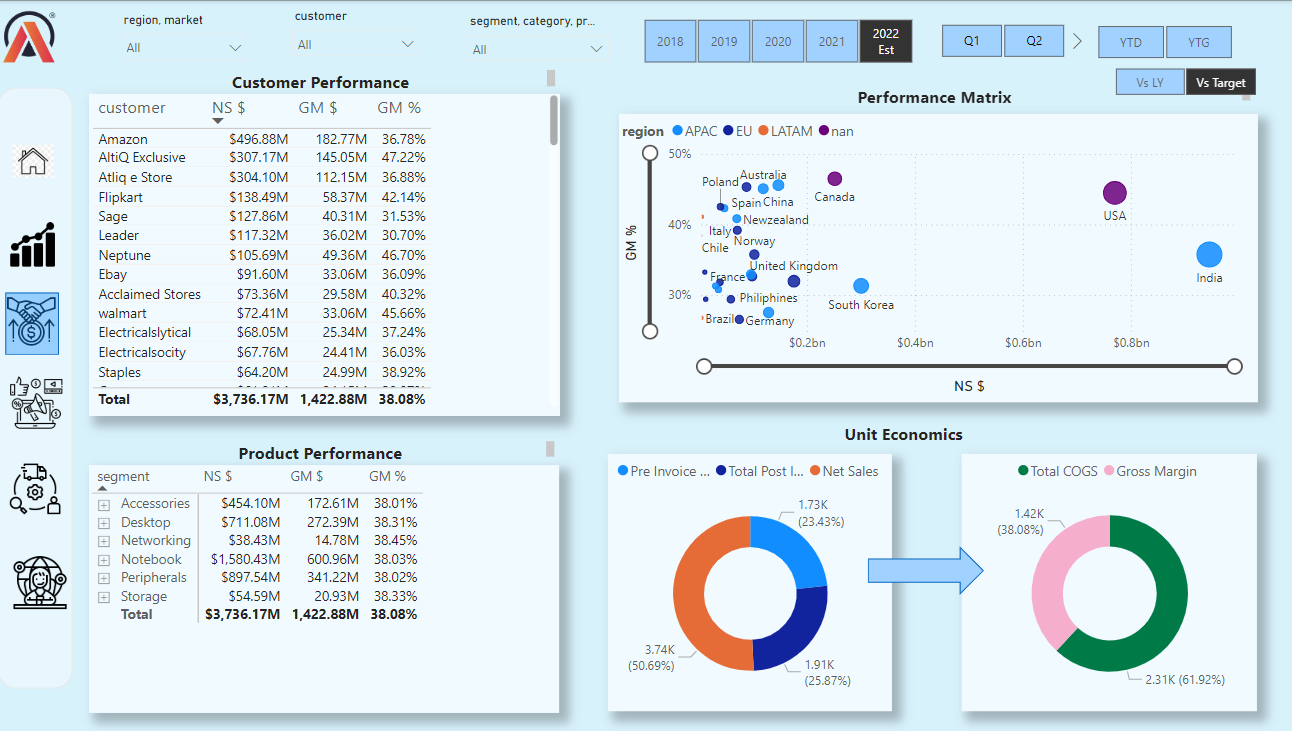 region, market
All
customer
All
segment, category, pr...
All
2018
2019
2020
2021
2022
Est
Q1
Q2
YTD
YTG
Vs LY
Vs Target
Customer Performance
customer NS $ GM $ GM %
Amazon $496.88M 182.77M 36.78%
AltiQ Exclusive $307.17M 145.05M 47.22%
Atliq e Store $304.10M 112.15M 36.88%
Flipkart $138.49M 58.37M 42.14%
Sage $127.86M 40.31M 31.53%
Leader $117.32M 36.02M 30.70%
Neptune $105.69M 49.36M 46.70%
Ebay $91.60M 33.06M 36.09%
Acclaimed Stores $73.36M 29.58M 40.32%
walmart $72.41M 33.06M 45.66%
Electricalslytical $68.05M 25.34M 37.24%
Electricalsocity $67.76M 24.41M 36.03%
Staples $64.20M 24.99M 38.92%
Total $3,736.17M 1,422.88M 38.08%
Performance Matrix
region APAC EU LATAM nan
GM %
50%
40%
30%
Poland
Australia
Spain
China
Canada
USA
Newzealand
Italy
Norway
Chile
United Kingdom
France
India
Philiphines
South Korea
Brazil
Germany
$0.2bn $0.4bn $0.6bn $0.8bn
NS $
Product Performance
segment NS $ GM $ GM %
Accessories $454.10M 172.61M 38.01%
Desktop $711.08M 272.39M 38.31%
Networking $38.43M 14.78M 38.45%
Notebook $1,580.43M 600.96M 38.03%
Peripherals $897.54M 341.22M 38.02%
Storage $54.59M 20.93M 38.33%
Total $3,736.17M 1,422.88M 38.08%
Unit Economics
Pre Invoice ... Total Post I... Net Sales
1.73K
(23.43%)
3.74K
(50.69%)
1.91K
(25.87%)
Total COGS Gross Margin
1.42K
(38.08%)
2.31K (61.92%)